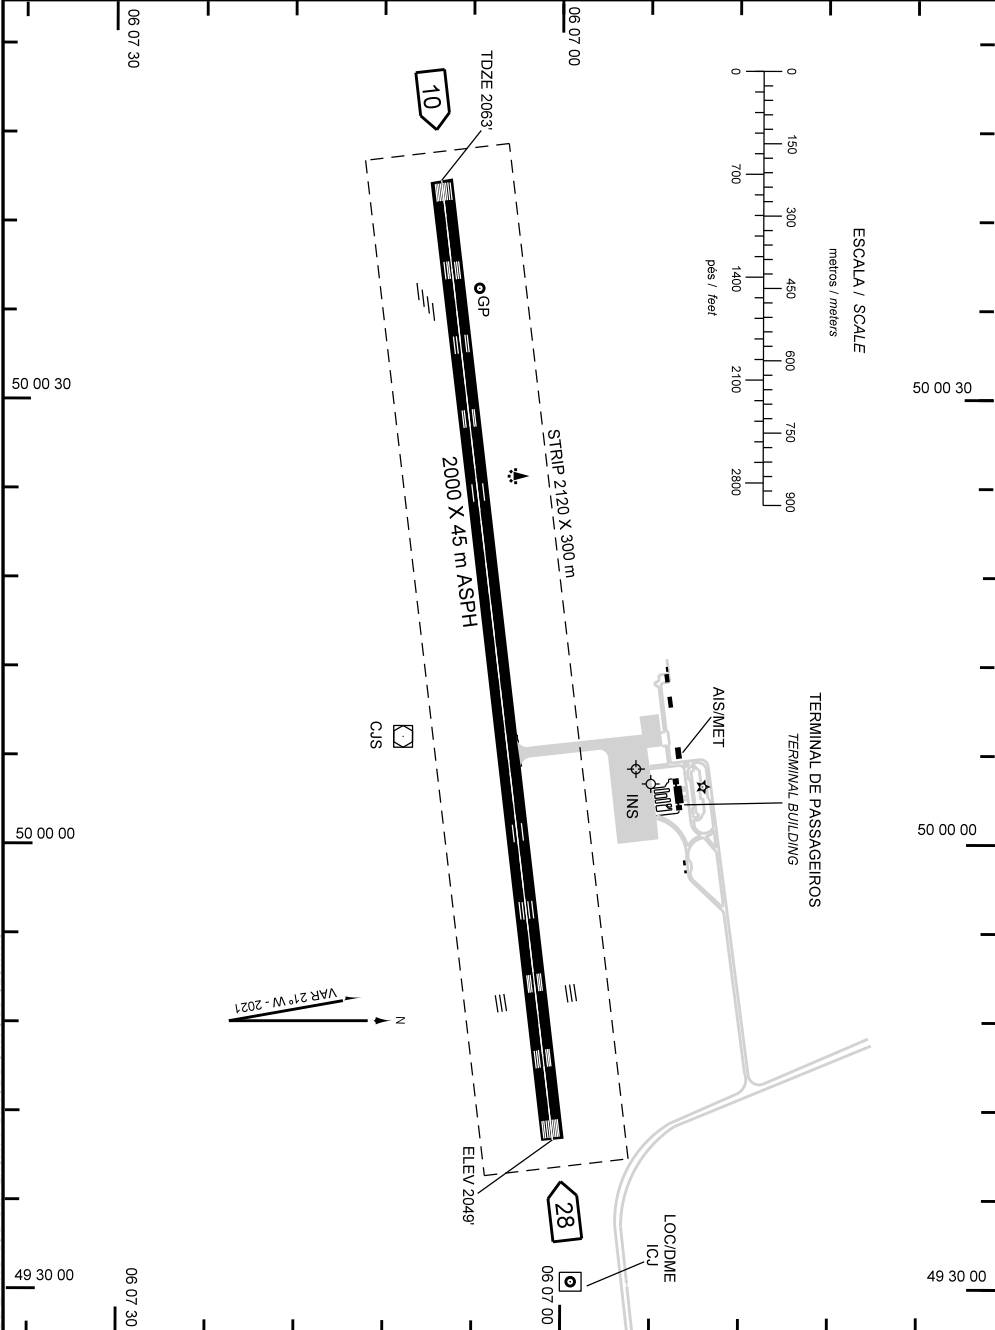 06 07 30
06 07 00
ESCALA / SCALE
metros / meters
0
150
300
450
600
750
900
0
700
1400
2100
2800
pés / feet
10
TDZE 2063'
GP
50 00 30
50 00 30
STRIP 2120 X 300 m
2000 X 45 m ASPH
TERMINAL DE PASSAGEIROS
TERMINAL BUILDING
AIS/MET
INS
CJS
50 00 00
50 00 00
VAR 21º W - 2021
N
ELEV 2049'
28
LOC/DME
ICJ
49 30 00
49 30 00
06 07 30
06 07 00